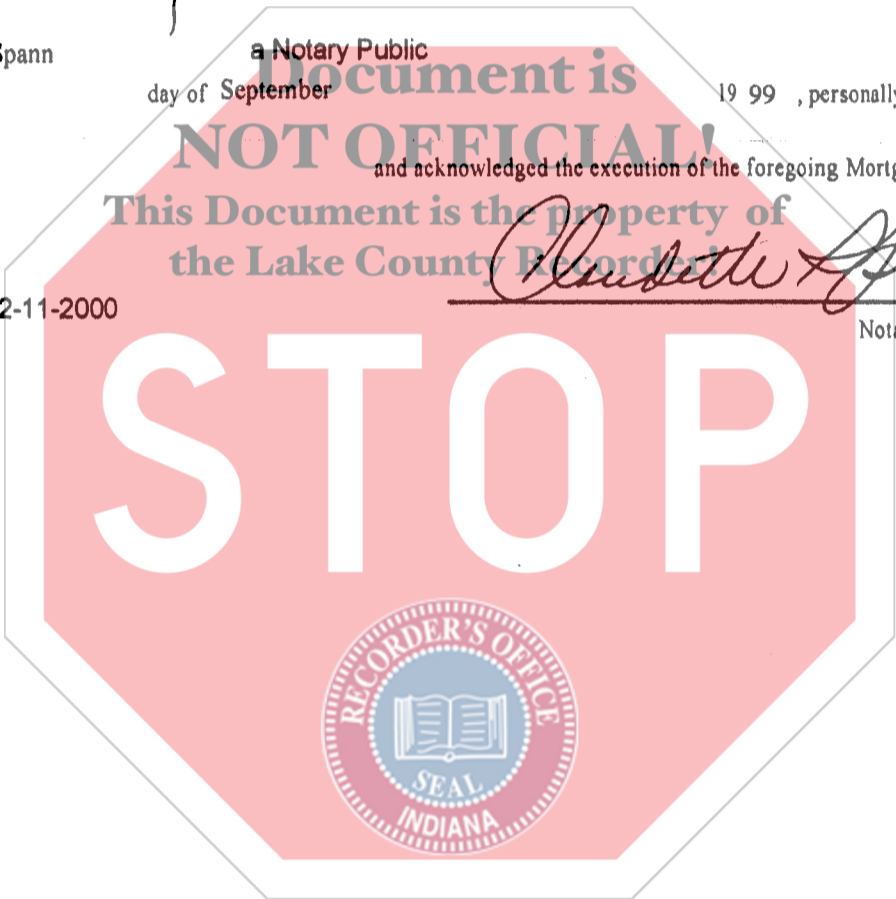 Spann a Notary Public
Document is
day of September 19 99 , personally
NOT OFFICIAL!
and acknowledged the execution of the foregoing Mortg
This Document is the property of
the Lake County Recorder!
Claudette
2-11-2000
Nota
STOP
RECORDER'S OFFICE
SEAL
INDIANA